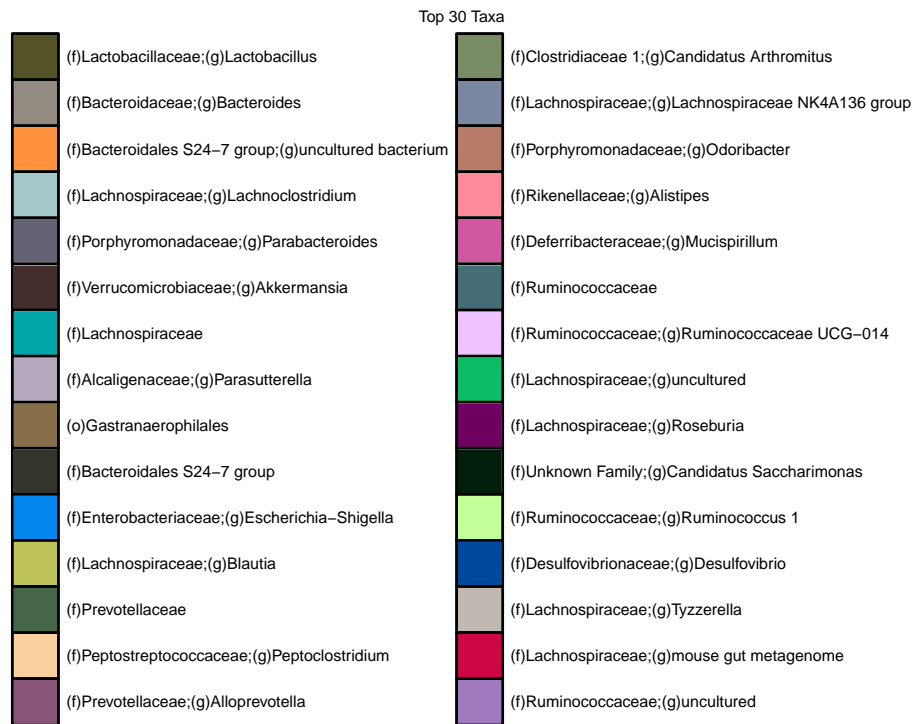 Top 30 Taxa
(f)Lactobacillaceae;(g)Lactobacillus
(f)Bacteroidaceae;(g)Bacteroides
(f)Bacteroidales S24−7 group;(g)uncultured bacterium
(f)Lachnospiraceae;(g)Lachnoclostridium
(f)Porphyromonadaceae;(g)Parabacteroides
(f)Verrucomicrobiaceae;(g)Akkermansia
(f)Lachnospiraceae
(f)Alcaligenaceae;(g)Parasutterella
(o)Gastranaerophilales
(f)Bacteroidales S24−7 group
(f)Enterobacteriaceae;(g)Escherichia−Shigella
(f)Lachnospiraceae;(g)Blautia
(f)Prevotellaceae
(f)Peptostreptococcaceae;(g)Peptoclostridium
(f)Prevotellaceae;(g)Alloprevotella
(f)Clostridiaceae 1;(g)Candidatus Arthromitus
(f)Lachnospiraceae;(g)Lachnospiraceae NK4A136 group
(f)Porphyromonadaceae;(g)Odoribacter
(f)Rikenellaceae;(g)Alistipes
(f)Deferribacteraceae;(g)Mucispirillum
(f)Ruminococcaceae
(f)Ruminococcaceae;(g)Ruminococcaceae UCG−014
(f)Lachnospiraceae;(g)uncultured
(f)Lachnospiraceae;(g)Roseburia
(f)Unknown Family;(g)Candidatus Saccharimonas
(f)Ruminococcaceae;(g)Ruminococcus 1
(f)Desulfovibrionaceae;(g)Desulfovibrio
(f)Lachnospiraceae;(g)Tyzzerella
(f)Lachnospiraceae;(g)mouse gut metagenome
(f)Ruminococcaceae;(g)uncultured